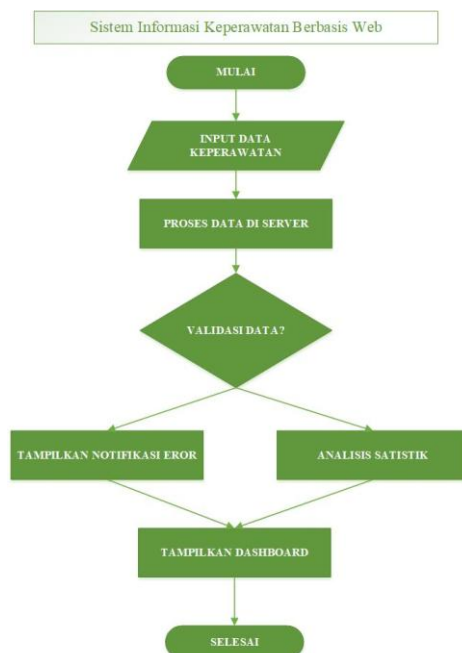 Sistem Informasi Keperawatan Berbasis Web
MULAI
INPUT DATA
KEPERAWATAN
PROSES DATA DI SERVER
VALIDASI DATA?
TAMPILKAN NOTIFIKASI EROR
ANALISIS SATISTIK
TAMPILKAN DASHBOARD
SELESAI